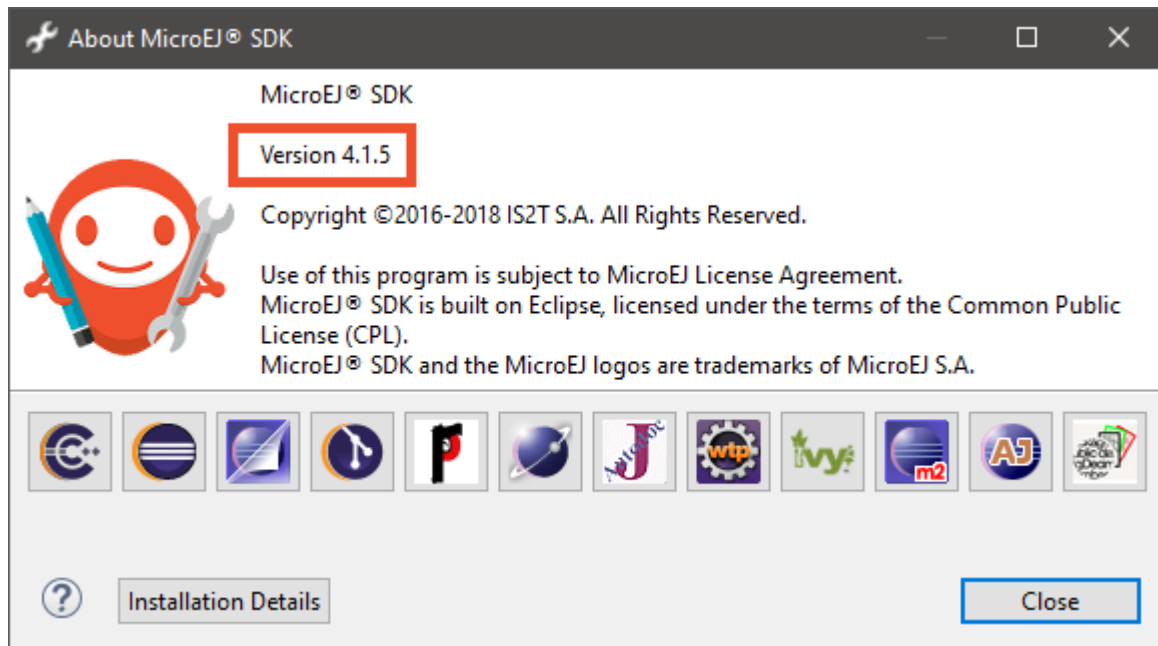 About MicroEJ® SDK
MicroEJ® SDK
Version 4.1.5
Copyright ©2016-2018 IS2T S.A. All Rights Reserved.
Use of this program is subject to MicroEJ License Agreement.
MicroEJ® SDK is built on Eclipse, licensed under the terms of the Common Public
License (CPL).
MicroEJ® SDK and the MicroEJ logos are trademarks of MicroEJ S.A.
C++ J Autodoc wtp ivy m2 AJ
? Installation Details Close